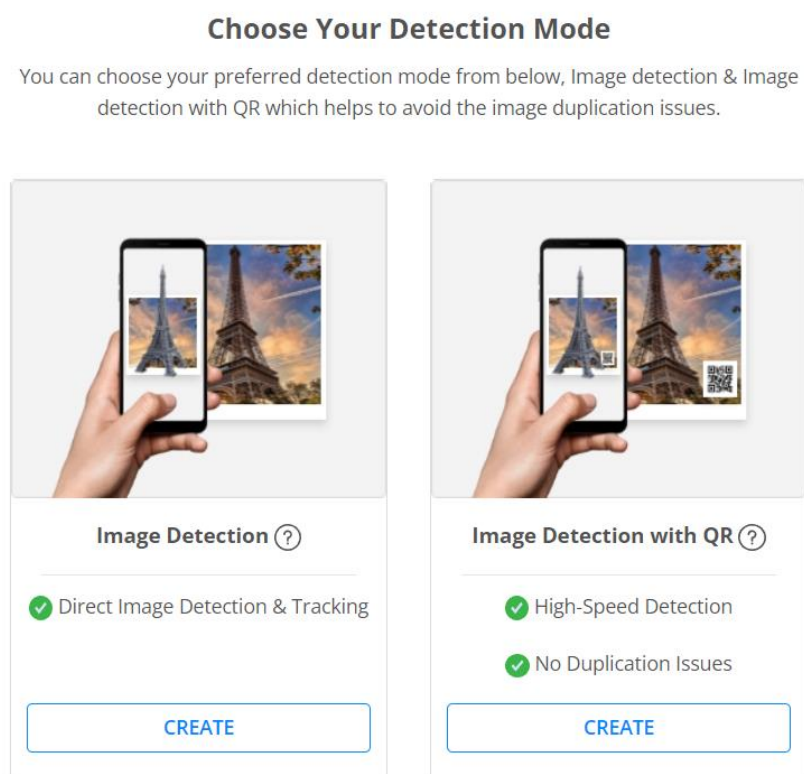 Choose Your Detection Mode
You can choose your preferred detection mode from below, Image detection & Image
detection with QR which helps to avoid the image duplication issues.
Image Detection ?
Direct Image Detection & Tracking
CREATE
Image Detection with QR ?
High-Speed Detection
No Duplication Issues
CREATE